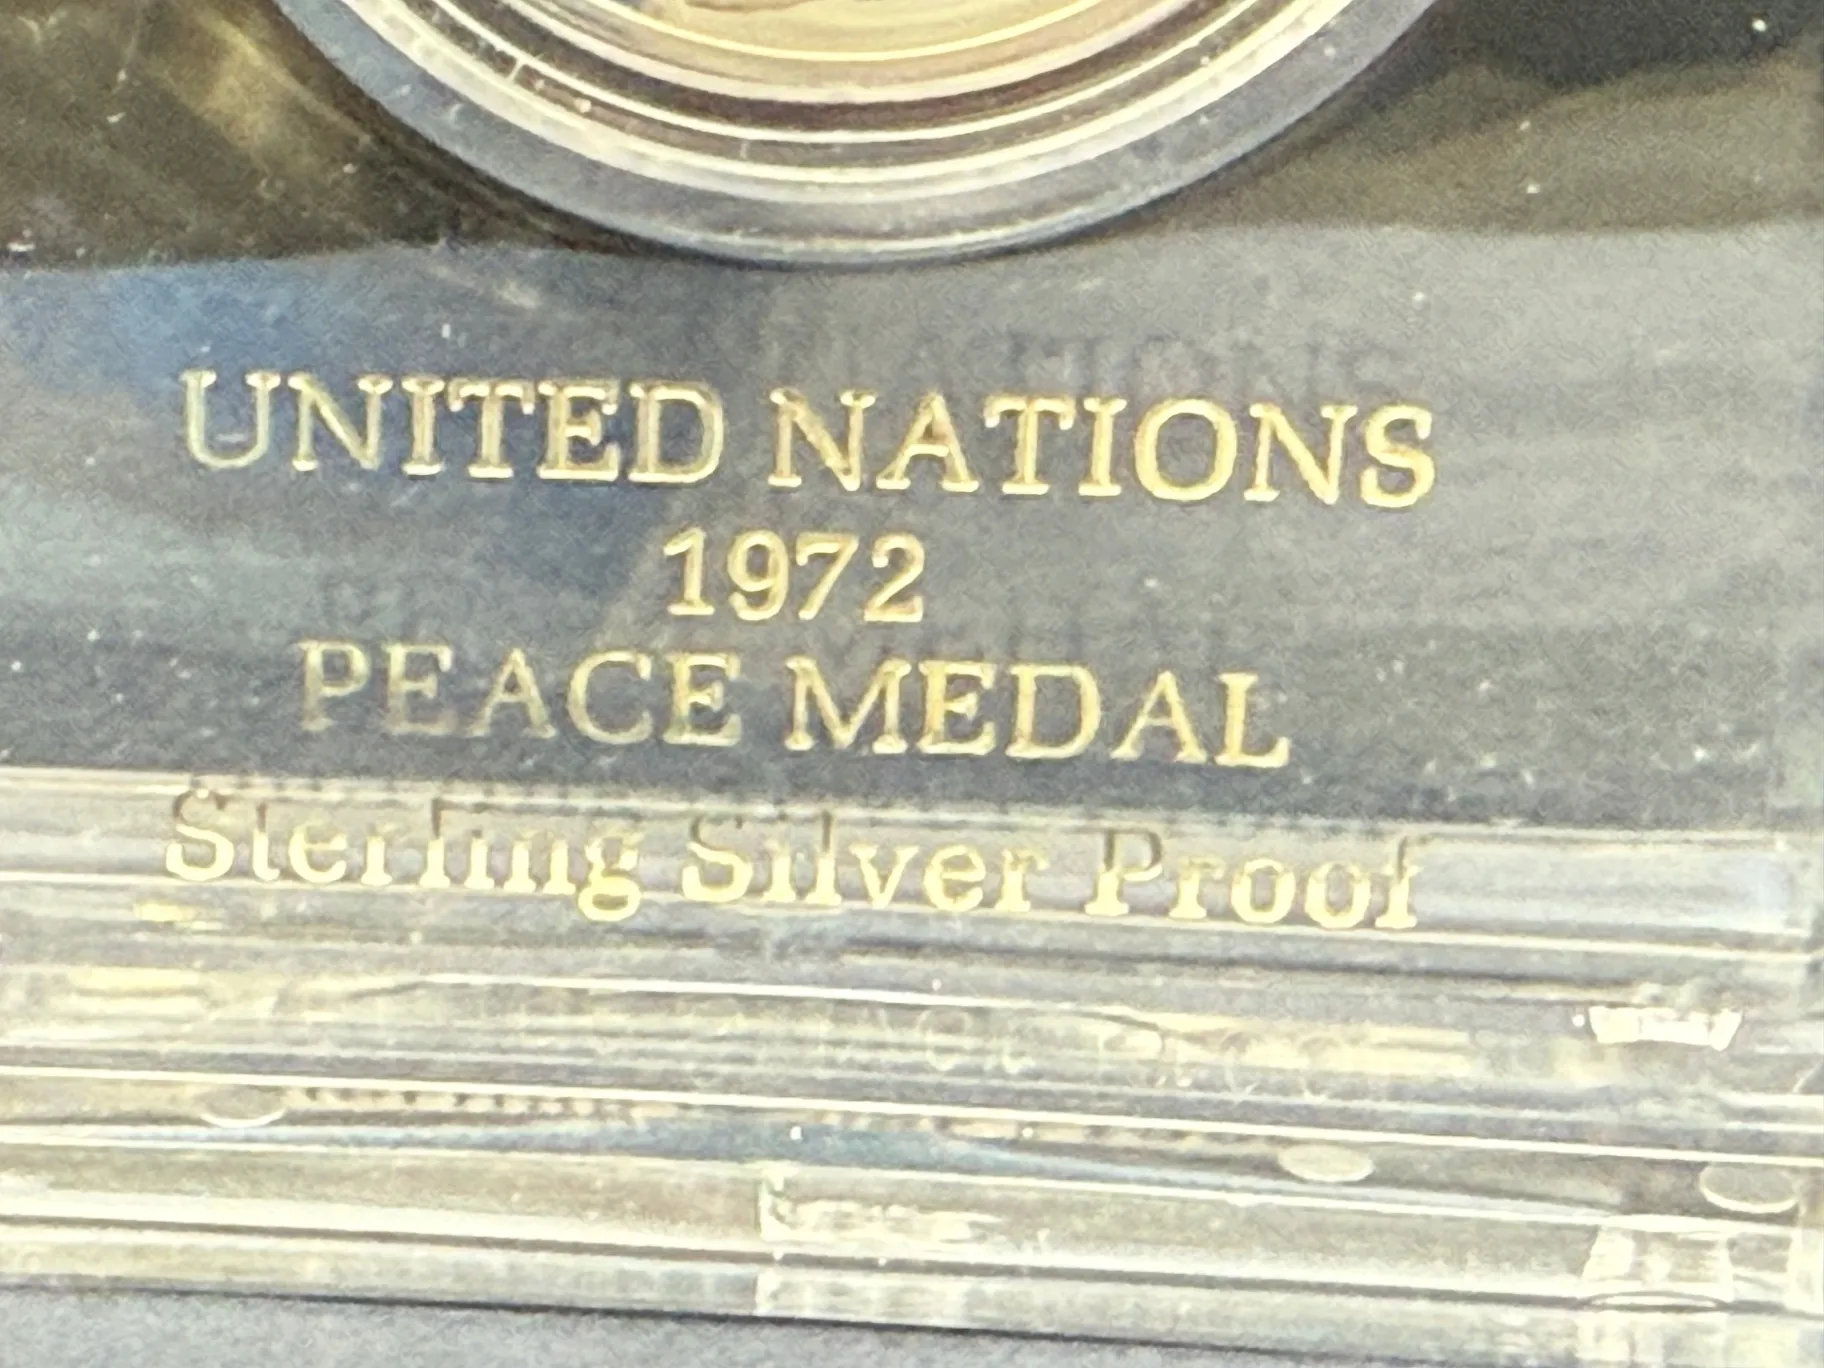 UNITED NATIONS
1972
PEACE MEDAL
Sterling Silver Proof